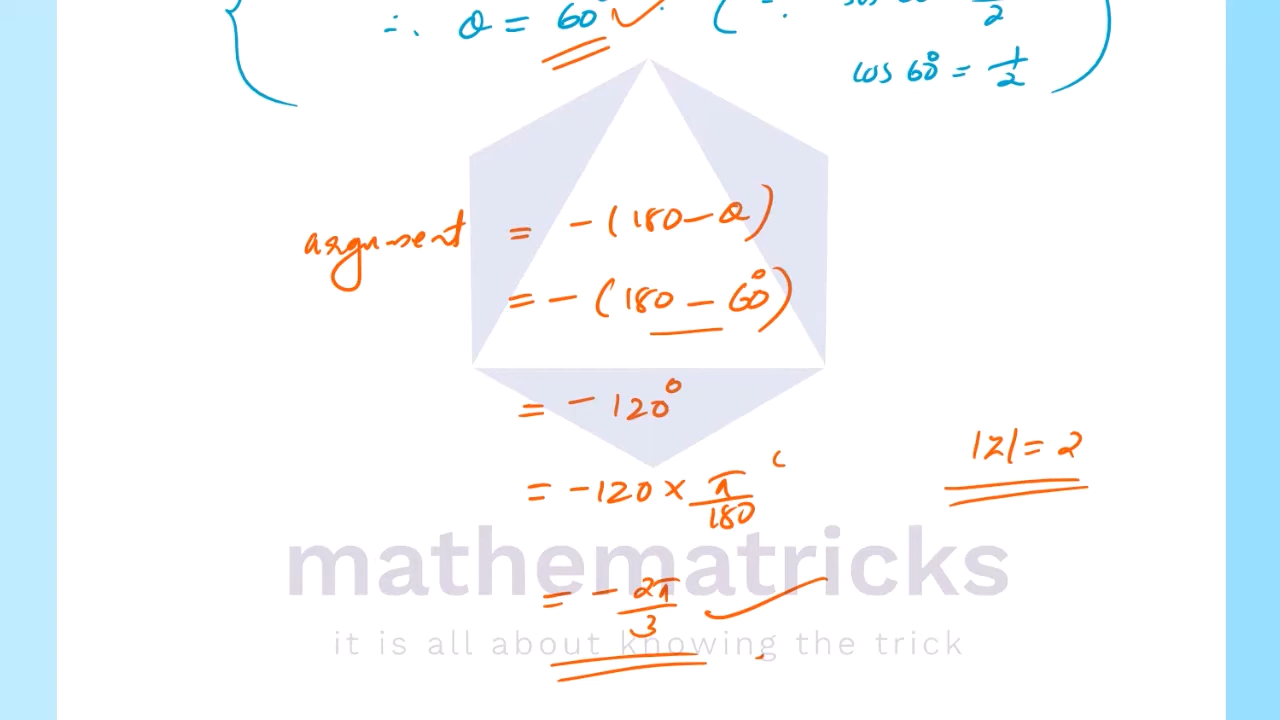 ∴ θ = 60°
2
cos 60° = 1/2
argument = -(180-θ)
= -(180 - 60°)
= -120°
|z| = 2
= -120 × π/180
mathematricks
= -2π/3
it is all about knowing the trick